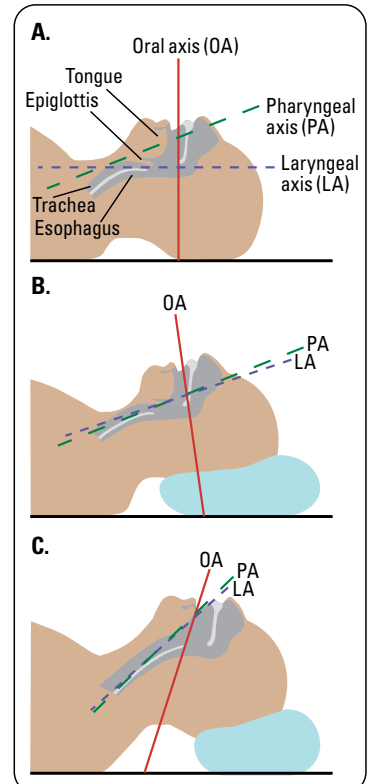 A.
Oral axis (OA)
Tongue
Epiglottis
Pharyngeal
axis (PA)
Laryngeal
axis (LA)
Trachea
Esophagus
B.
OA
PA
LA
C.
OA
PA
LA